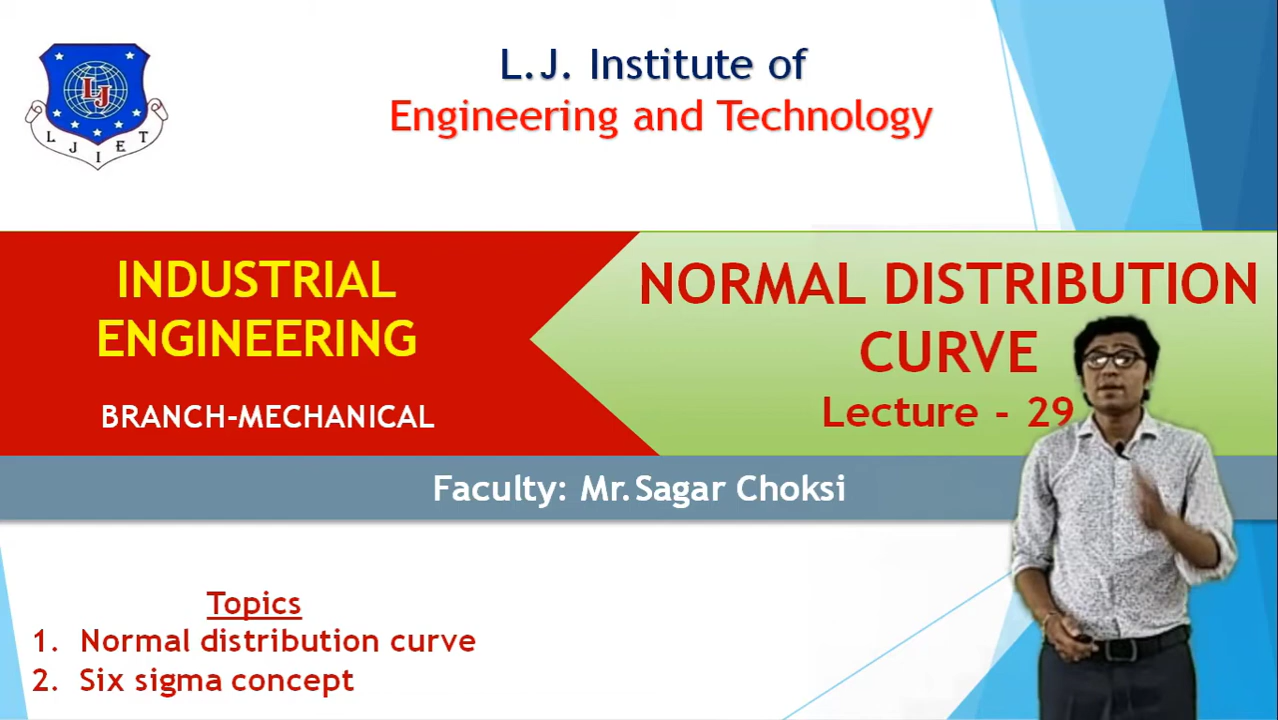 L.J. Institute of
Engineering and Technology
LJ
L J I E T
INDUSTRIAL
ENGINEERING
BRANCH-MECHANICAL
NORMAL DISTRIBUTION
CURVE
Lecture - 29
Faculty: Mr. Sagar Choksi
Topics
1. Normal distribution curve
2. Six sigma concept